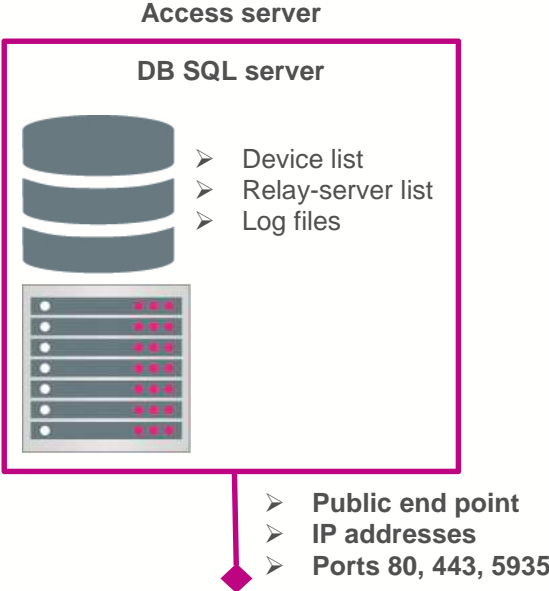 Access server
DB SQL server
➢ Device list
➢ Relay-server list
➢ Log files
➢ Public end point
➢ IP addresses
➢ Ports 80, 443, 5935